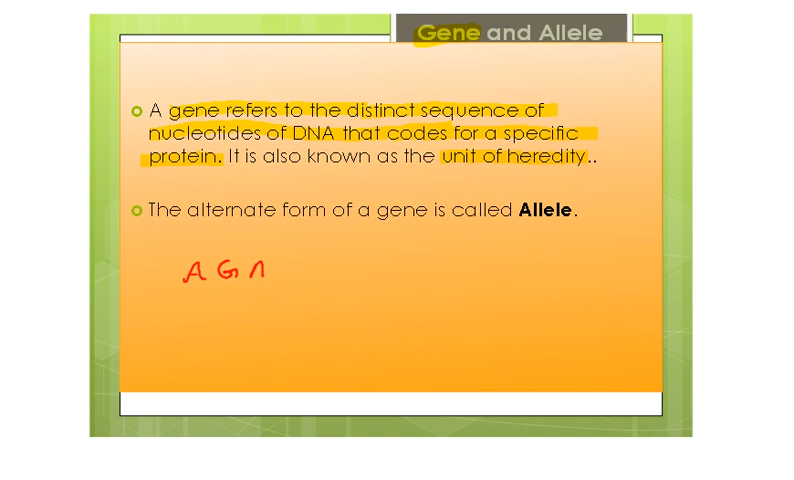 Gene and Allele
A gene refers to the distinct sequence of
nucleotides of DNA that codes for a specific
protein. It is also known as the unit of heredity..
The alternate form of a gene is called Allele.
A G